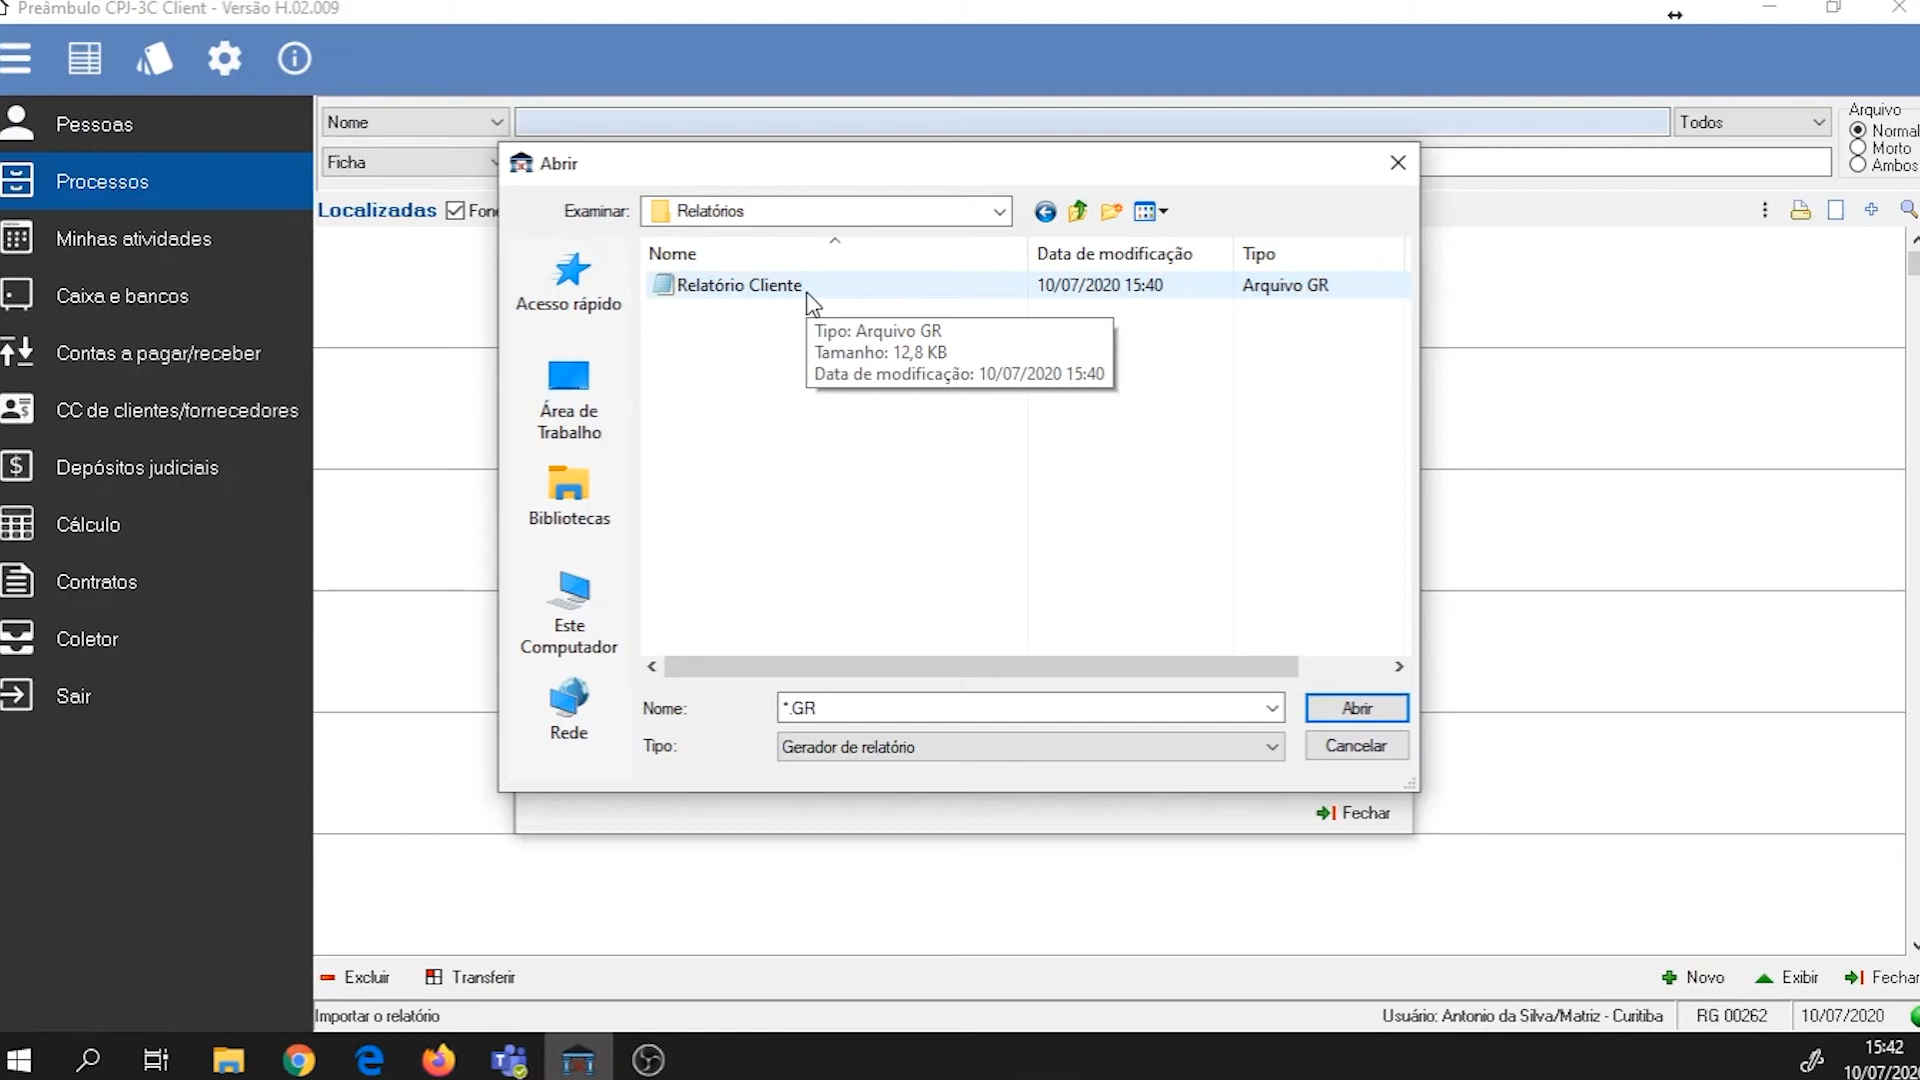 Preâmbulo CPJ-3C Client - Versão H.02.009
Pessoas
Processos
Minhas atividades
Caixa e bancos
Contas a pagar/receber
CC de clientes/fornecedores
Depósitos judiciais
Cálculo
Contratos
Coletor
Sair
Nome
Todos
Arquivo
Normal
Morto
Ambos
Ficha
Localizadas
Abrir
Examinar:
Relatórios
Nome
Data de modificação
Tipo
Relatório Cliente
10/07/2020 15:40
Arquivo GR
Tipo: Arquivo GR
Tamanho: 12,8 KB
Data de modificação: 10/07/2020 15:40
Acesso rápido
Área de
Trabalho
Bibliotecas
Este
Computador
Rede
Nome:
*.GR
Abrir
Tipo:
Gerador de relatório
Cancelar
Fechar
Excluir
Transferir
Novo
Exibir
Fechar
Importar o relatório
Usuário: Antonio da Silva/Matriz - Curitiba
RG 00262
10/07/2020
15:42
10/07/202